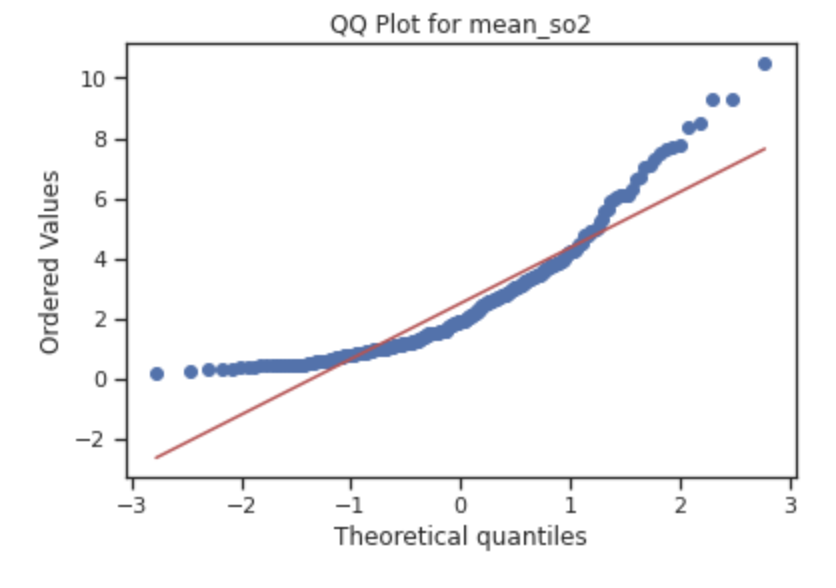 QQ Plot for mean_so2
Ordered Values
10
8
6
4
2
0
−2
−3 −2 −1 0 1 2 3
Theoretical quantiles